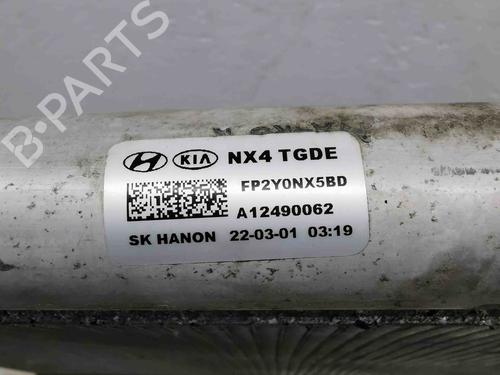 B-PARTS
KIA NX4 TGDE
FP2Y0NX5BD
A12490062
SK HANON 22-03-01 03:19